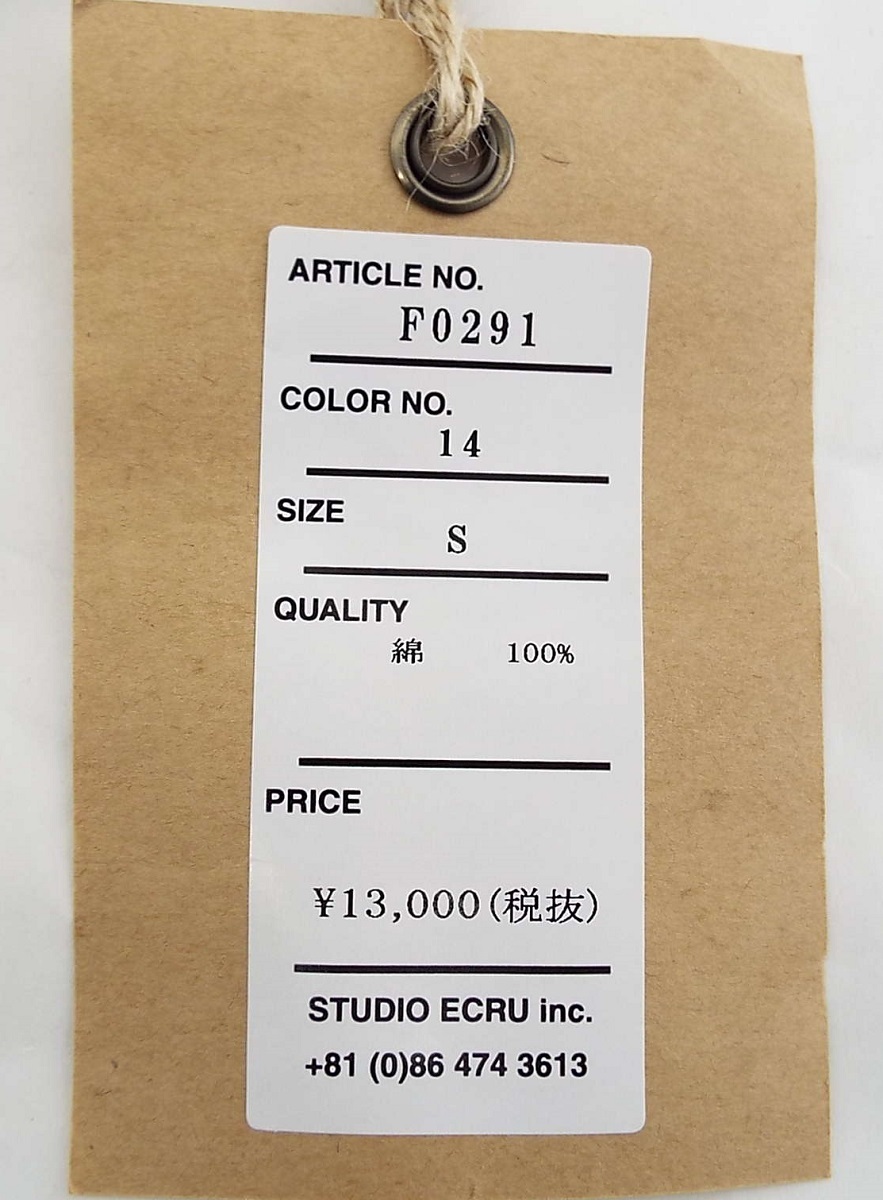 ARTICLE NO.
F0291
COLOR NO.
14
SIZE
S
QUALITY
綿 100%
PRICE
¥13,000(税抜)
STUDIO ECRU inc.
+81 (0)86 474 3613